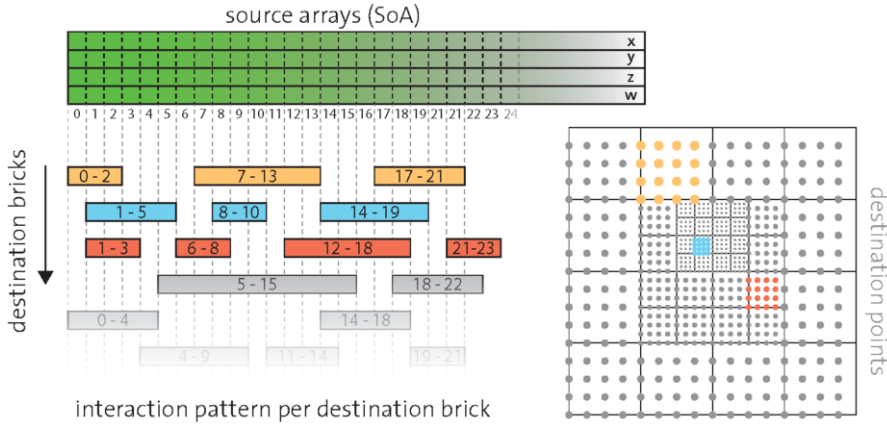 source arrays (SoA)
x
y
z
w
0 1 2 3 4 5 6 7 8 9 10 11 12 13 14 15 16 17 18 19 20 21 21 22 23 24
0 - 2 7 - 13 17 - 21
1 - 5 8 - 10 14 - 19
1 - 3 6 - 8 12 - 18 21-23
5 - 15 18 - 22
0 - 4 14 - 18
4 - 9 11 - 14 19 - 21
destination bricks
interaction pattern per destination brick
destination points